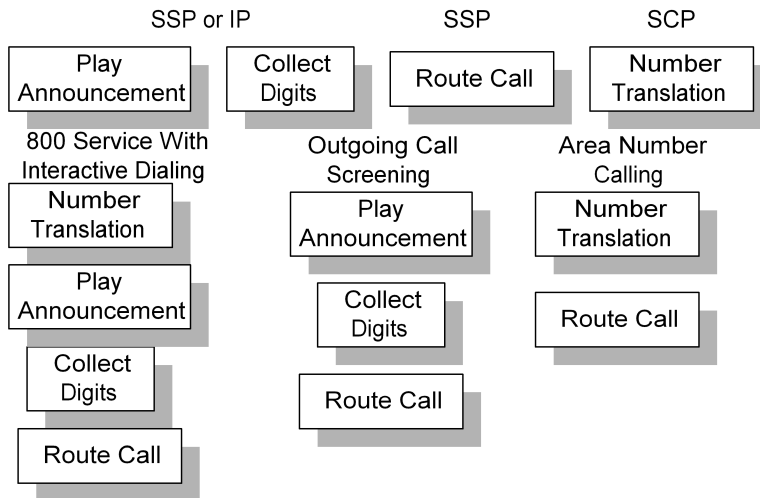 SSP or IP
SSP
SCP
Play
Announcement
Collect
Digits
Route Call
Number
Translation
800 Service With
Interactive Dialing
Number
Translation
Play
Announcement
Collect
Digits
Route Call
Outgoing Call
Screening
Play
Announcement
Collect
Digits
Route Call
Area Number
Calling
Number
Translation
Route Call